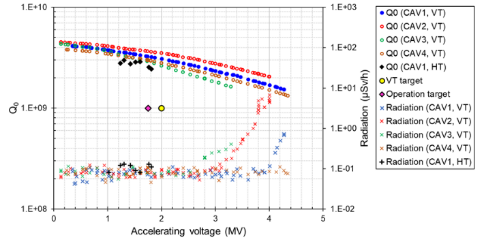 1.E+10
1.E+09
1.E+08
Q0
0
1
2
3
4
5
Accelerating voltage (MV)
1.E+03
1.E+02
1.E+01
1.E+00
1.E-01
1.E-02
Radiation (µSv/h)
Q0 (CAV1, VT)
Q0 (CAV2, VT)
Q0 (CAV3, VT)
Q0 (CAV4, VT)
Q0 (CAV1, HT)
VT target
Operation target
Radiation (CAV1, VT)
Radiation (CAV2, VT)
Radiation (CAV3, VT)
Radiation (CAV4, VT)
Radiation (CAV1, HT)